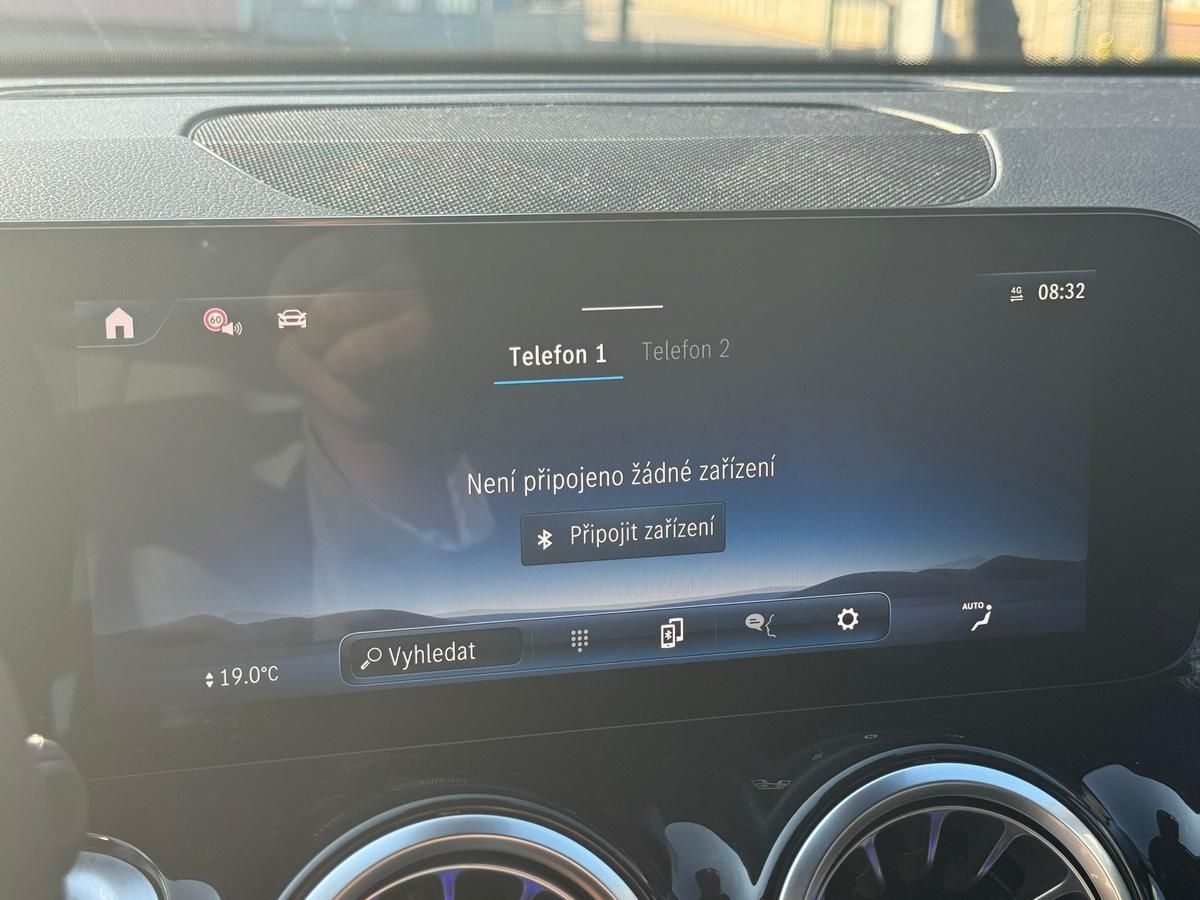 60
4G
08:32
Telefon 1 Telefon 2
Není připojeno žádné zařízení
Připojit zařízení
AUTO
Vyhledat
19.0°C